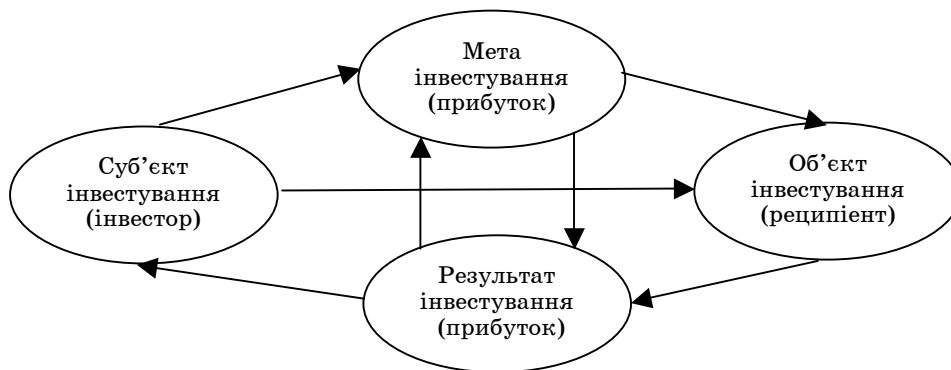 Мета
інвестування
(прибуток)
Суб’єкт
інвестування
(інвестор)
Об’єкт
інвестування
(реципієнт)
Результат
інвестування
(прибуток)